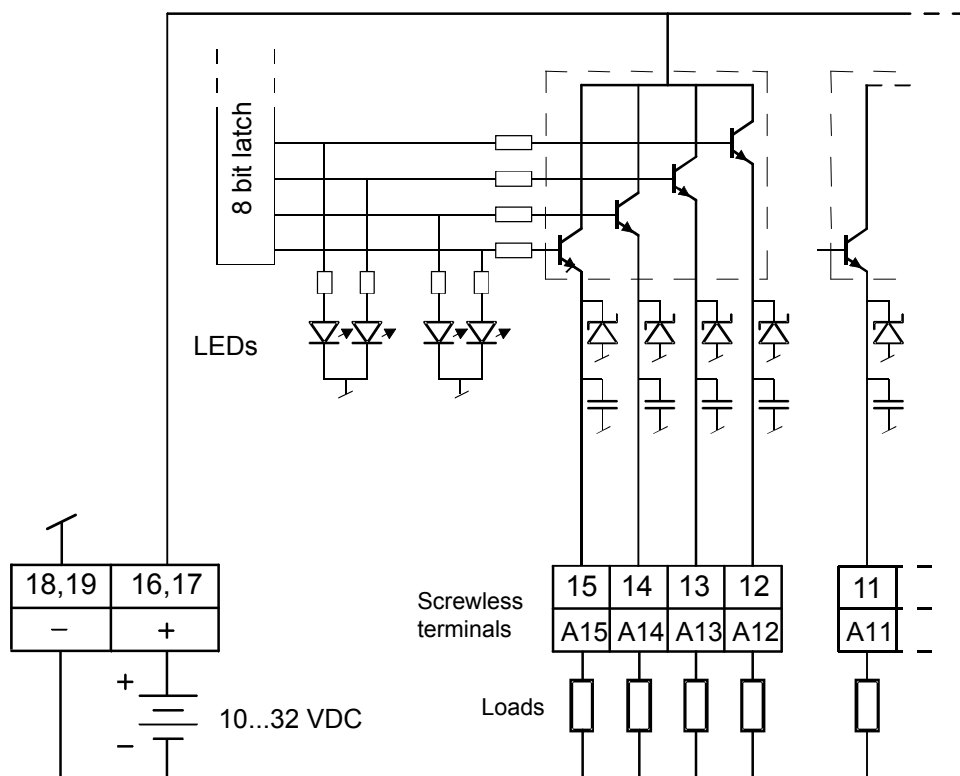 8 bit latch
LEDs
18,19 16,17
– +
+
–
10...32 VDC
Screwless
terminals
15 14 13 12 11
A15 A14 A13 A12 A11
Loads